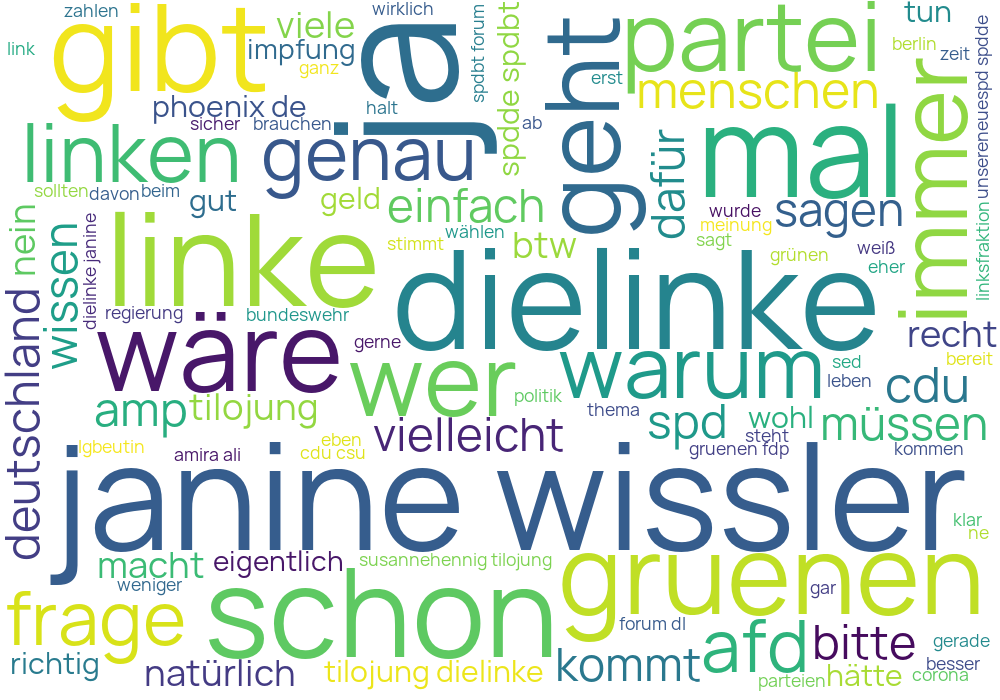 zahlen
gibt
viele
wirklich
ja
spdbt forum
spdde spdbt
geht
partei
tun
link
impfung
ganz
erst
berlin
zeit
menschen
phoenix de
halt
sicher
brauchen
ab
immer
unsereneuespd spdde
linken
genau
dafür
mal
sollten
davon
beim
gut
geld
einfach
wurde
sagen
meinung
nein
wissen
dielinke janine
linke
stimmt
wählen
btw
sagt
grünen
weiß
eher
linksfraktion
dielinke
deutschland
regierung
bundeswehr
wäre
gerne
wer
warum
recht
bereit
sed
leben
cdu
politik
amp
tilojung
thema
spd
wohl
müssen
vielleicht
steht
lgbeutin
eben
cdu csu
amira ali
gruenen fdp
kommen
janine wissler
klar
ne
macht
eigentlich
susannehennig tilojung
gruenen
weniger
schon
gar
frage
forum dl
afd
bitte
gerade
richtig
natürlich
tilojung dielinke
kommt
besser
parteien
hätte
corona